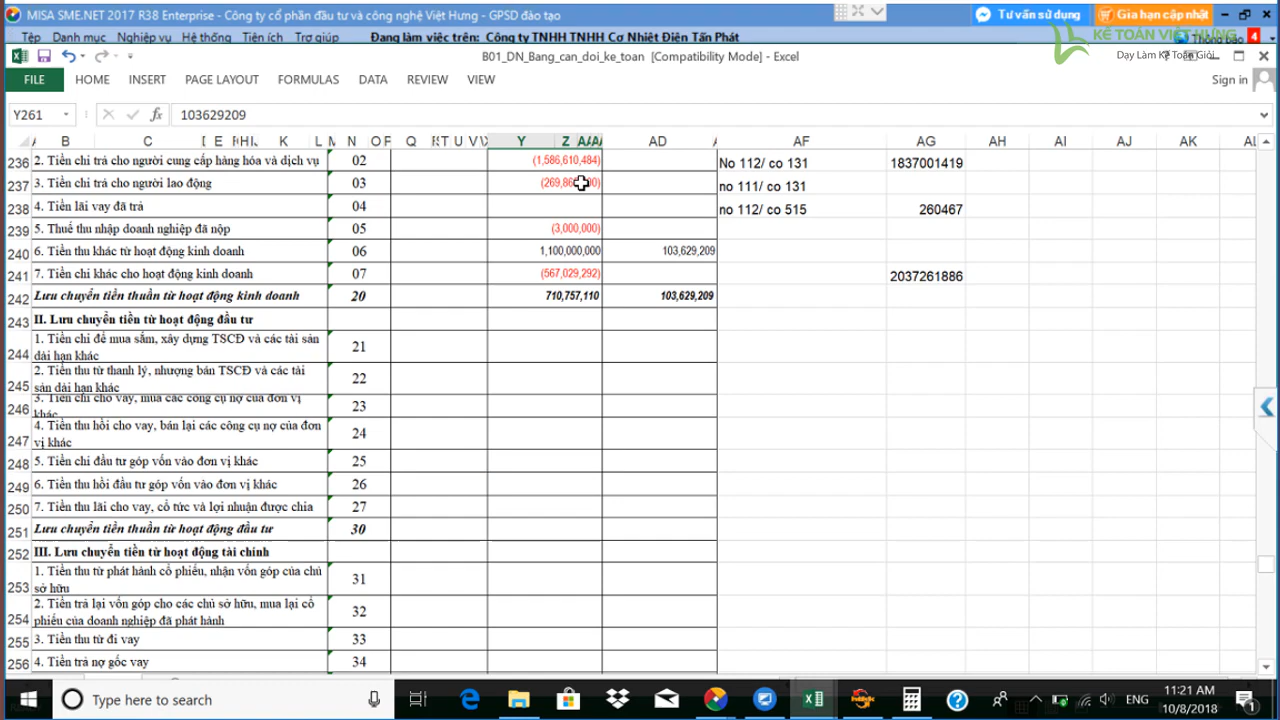 MISA SME.NET 2017 R38 Enterprise - Công ty cổ phần đầu tư và công nghệ Việt Hưng - GPSD đào tạo
Tư vấn sử dụng
Gia hạn cập nhật
Tệp Danh mục Nghiệp vụ Hệ thống Tiện ích Trợ giúp Đang làm việc trên: Công ty TNHH TNHH Cơ Nhiệt Điện Tấn Phát
Thông báo 4
KẾ TOÁN VIỆT HƯNG
Dạy Làm Kế Toán Giỏi
B01_DN_Bang_can_doi_ke_toan [Compatibility Mode] - Excel
FILE HOME INSERT PAGE LAYOUT FORMULAS DATA REVIEW VIEW Sign in
Y261 fx 103629209
B C E K L M N Q U Y Z AD AF AG AH AI AJ AK
236 2. Tiền chi trả cho người cung cấp hàng hóa và dịch vụ 02 (1,586,610,484) No 112/ co 131 1837001419
237 3. Tiền chi trả cho người lao động 03 no 111/ co 131
238 4. Tiền lãi vay đã trả 04 no 112/ co 515 260467
239 5. Thuế thu nhập doanh nghiệp đã nộp 05 (3,000,000)
240 6. Tiền thu khác từ hoạt động kinh doanh 06 1,100,000,000 103,629,209
241 7. Tiền chi khác cho hoạt động kinh doanh 07 (567,029,292) 2037261886
242 Lưu chuyển tiền thuần từ hoạt động kinh doanh 20 710,757,110 103,629,209
243 II. Lưu chuyển tiền từ hoạt động đầu tư
244 1. Tiền chi để mua sắm, xây dựng TSCĐ và các tài sản dài hạn khác 21
245 2. Tiền thu từ thanh lý, nhượng bán TSCĐ và các tài sản dài hạn khác 22
246 3. Tiền chi cho vay, mua các công cụ nợ của đơn vị khác 23
247 4. Tiền thu hồi cho vay, bán lại các công cụ nợ của đơn vị khác 24
248 5. Tiền chi đầu tư góp vốn vào đơn vị khác 25
249 6. Tiền thu hồi đầu tư góp vốn vào đơn vị khác 26
250 7. Tiền thu lãi cho vay, cổ tức và lợi nhuận được chia 27
251 Lưu chuyển tiền thuần từ hoạt động đầu tư 30
252 III. Lưu chuyển tiền từ hoạt động tài chính
253 1. Tiền thu từ phát hành cổ phiếu, nhận vốn góp của chủ sở hữu 31
254 2. Tiền trả lại vốn góp cho các chủ sở hữu, mua lại cổ phiếu của doanh nghiệp đã phát hành 32
255 3. Tiền thu từ đi vay 33
256 4. Tiền trả nợ gốc vay 34
Type here to search
ENG
11:21 AM
10/8/2018
1